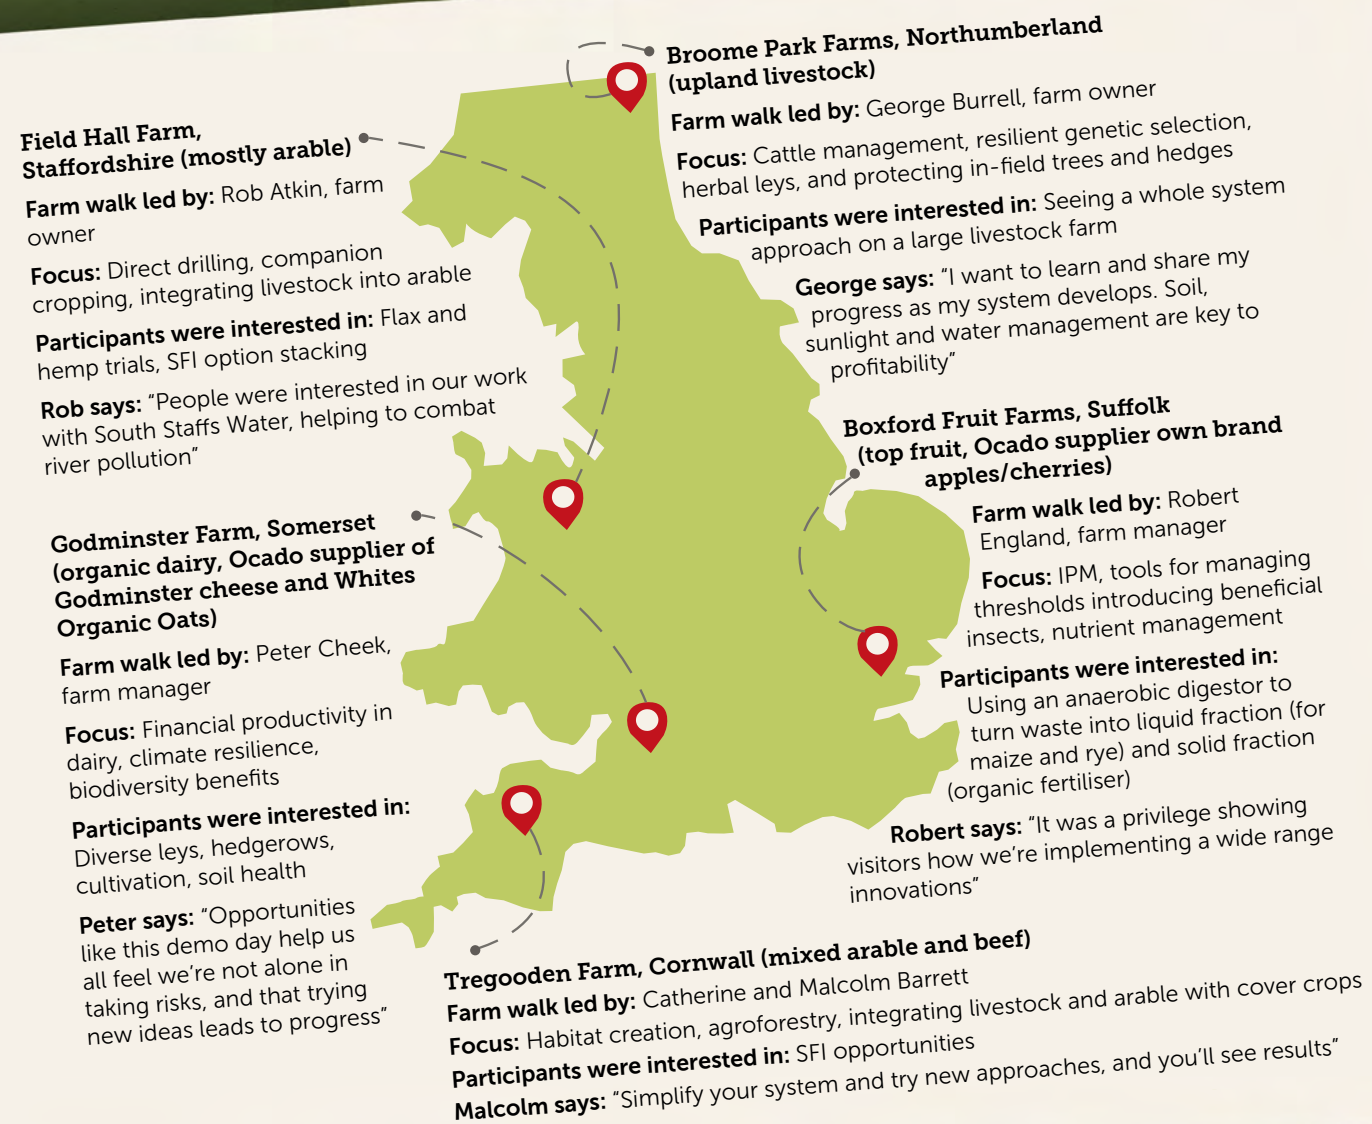 Broome Park Farms, Northumberland
(upland livestock)
Farm walk led by: George Burrell, farm owner
Focus: Cattle management, resilient genetic selection,
herbal leys, and protecting in-field trees and hedges
Participants were interested in: Seeing a whole system
approach on a large livestock farm
George says: “I want to learn and share my
progress as my system develops. Soil,
sunlight and water management are key to
profitability”
Field Hall Farm,
Staffordshire (mostly arable)
Farm walk led by: Rob Atkin, farm
owner
Focus: Direct drilling, companion
cropping, integrating livestock into arable
Participants were interested in: Flax and
hemp trials, SFI option stacking
Rob says: “People were interested in our work
with South Staffs Water, helping to combat
river pollution”
Boxford Fruit Farms, Suffolk
(top fruit, Ocado supplier own brand
apples/cherries)
Farm walk led by: Robert
England, farm manager
Focus: IPM, tools for managing
thresholds introducing beneficial
insects, nutrient management
Participants were interested in:
Using an anaerobic digestor to
turn waste into liquid fraction (for
maize and rye) and solid fraction
(organic fertiliser)
Robert says: “It was a privilege showing
visitors how we’re implementing a wide range
innovations”
Godminster Farm, Somerset
(organic dairy, Ocado supplier of
Godminster cheese and Whites
Organic Oats)
Farm walk led by: Peter Cheek,
farm manager
Focus: Financial productivity in
dairy, climate resilience,
biodiversity benefits
Participants were interested in:
Diverse leys, hedgerows,
cultivation, soil health
Peter says: “Opportunities
like this demo day help us
all feel we’re not alone in
taking risks, and that trying
new ideas leads to progress”
Tregooden Farm, Cornwall (mixed arable and beef)
Farm walk led by: Catherine and Malcolm Barrett
Focus: Habitat creation, agroforestry, integrating livestock and arable with cover crops
Participants were interested in: SFI opportunities
Malcolm says: “Simplify your system and try new approaches, and you’ll see results”